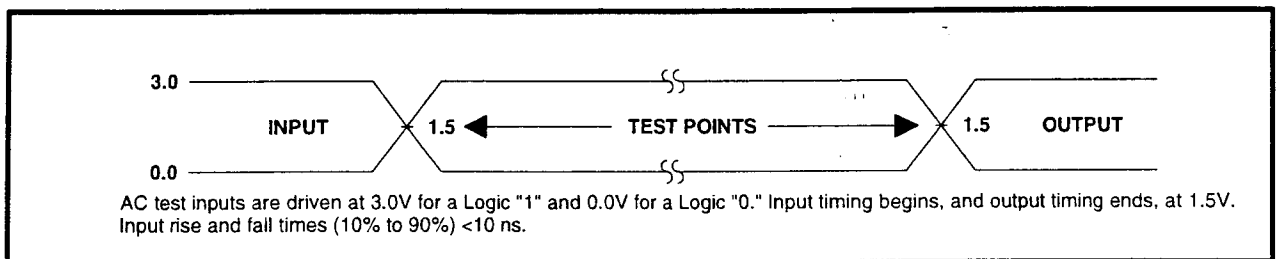 3.0
INPUT 1.5 TEST POINTS 1.5 OUTPUT
0.0
AC test inputs are driven at 3.0V for a Logic "1" and 0.0V for a Logic "0." Input timing begins, and output timing ends, at 1.5V.
Input rise and fall times (10% to 90%) <10 ns.